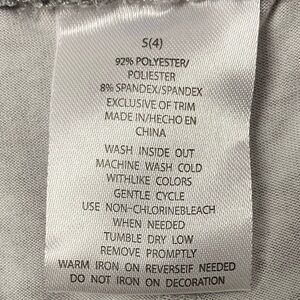 S(4)
92% POLYESTER/
POLIESTER
8% SPANDEX/SPANDEX
EXCLUSIVE OF TRIM
MADE IN/HECHO EN
CHINA
WASH INSIDE OUT
MACHINE WASH COLD
WITHLIKE COLORS
GENTLE CYCLE
USE NON-CHLORINEBLEACH
WHEN NEEDED
TUMBLE DRY LOW
REMOVE PROMPTLY
WARM IRON ON REVERSEIF NEEDED
DO NOT IRON ON DECORATION